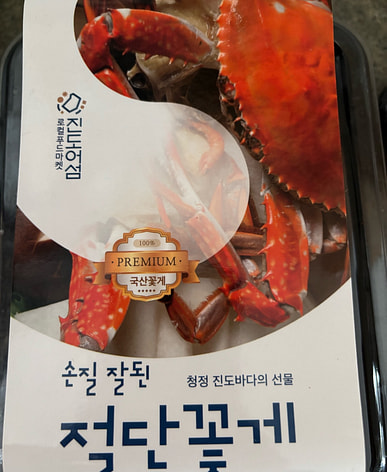 진도어섬
로컬푸드마켓
100%
PREMIUM
국산꽃게
손질 잘된
청정 진도바다의 선물
절단꽃게